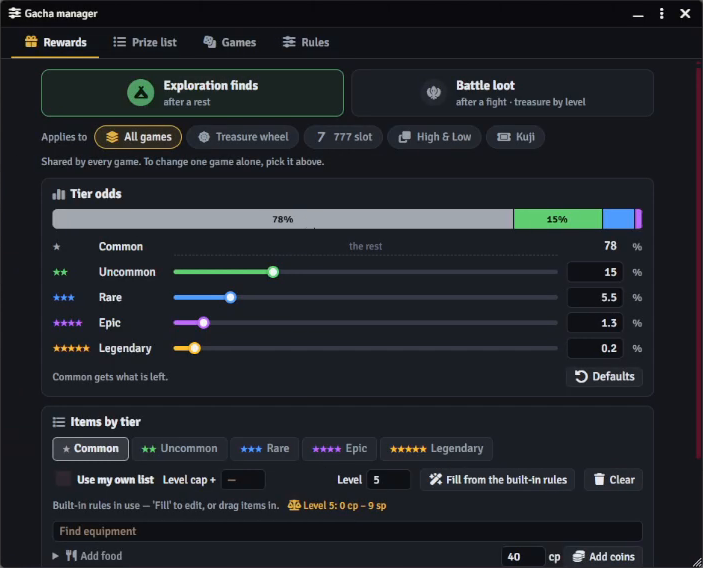 Gacha manager
Rewards
Prize list
Games
Rules
Exploration finds
after a rest
Battle loot
after a fight · treasure by level
Applies to
All games
Treasure wheel
7 777 slot
High & Low
Kuji
Shared by every game. To change one game alone, pick it above.
Tier odds
78%
15%
★ Common the rest 78 %
★★ Uncommon 15 %
★★★ Rare 5.5 %
★★★★ Epic 1.3 %
★★★★★ Legendary 0.2 %
Common gets what is left.
Defaults
Items by tier
★ Common
★★ Uncommon
★★★ Rare
★★★★ Epic
★★★★★ Legendary
Use my own list
Level cap + —
Level 5
Fill from the built-in rules
Clear
Built-in rules in use — 'Fill' to edit, or drag items in.
Level 5: 0 cp – 9 sp
Find equipment
Add food
40 cp
Add coins